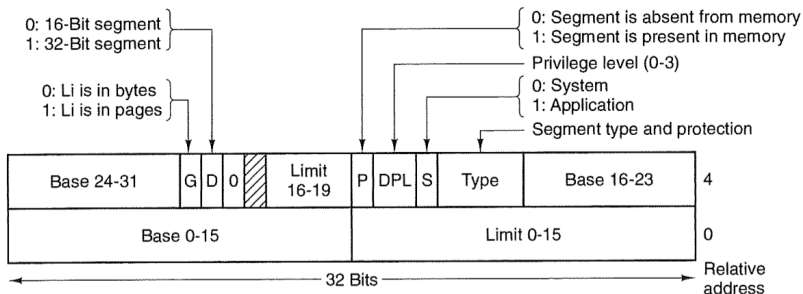 0: 16-Bit segment
1: 32-Bit segment
0: Li is in bytes
1: Li is in pages
0: Segment is absent from memory
1: Segment is present in memory
Privilege level (0-3)
0: System
1: Application
Segment type and protection
Base 24-31
G
D
0
Limit
16-19
P
DPL
S
Type
Base 16-23
4
Base 0-15
Limit 0-15
0
32 Bits
Relative
address